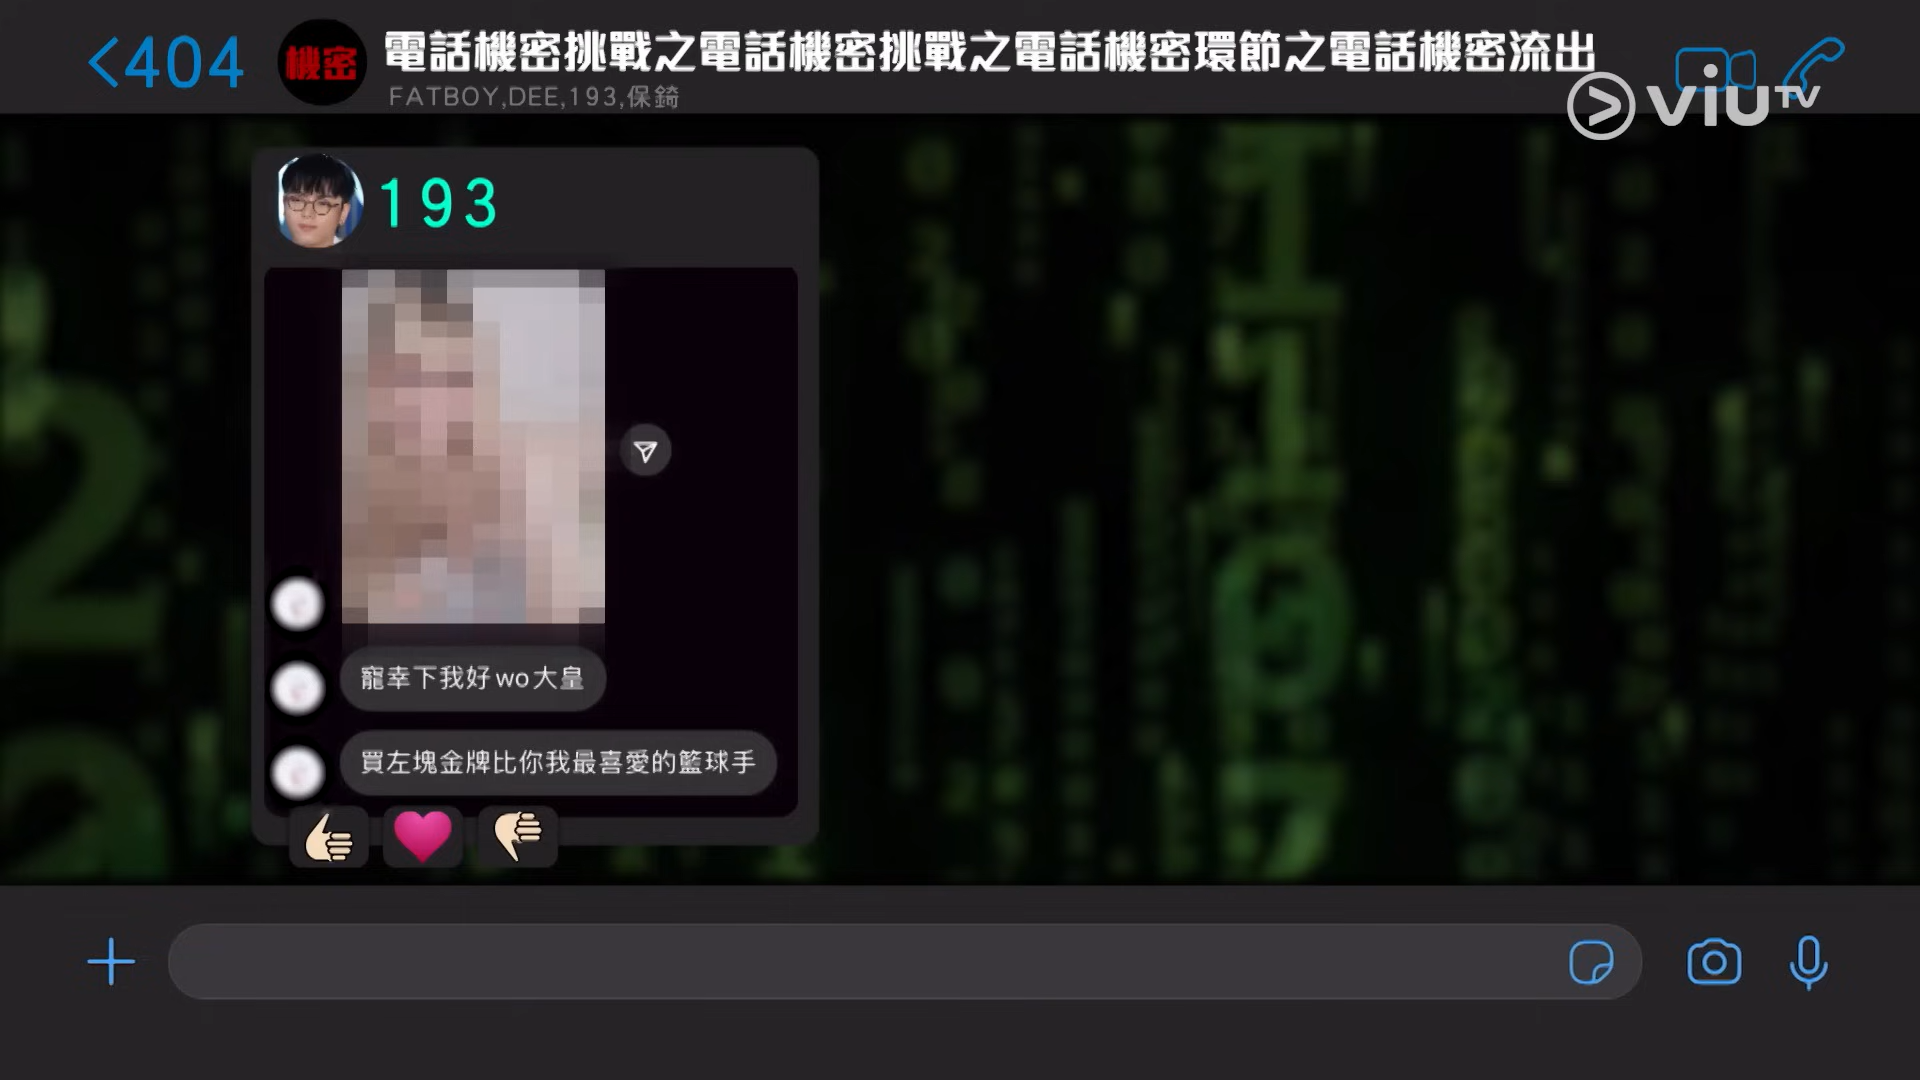 404
機密
電話機密挑戰之電話機密挑戰之電話機密環節之電話機密流出
FATBOY,DEE,193,保錡
viuTV
193
寵幸下我好wo大皇
買左塊金牌比你我最喜愛的籃球手